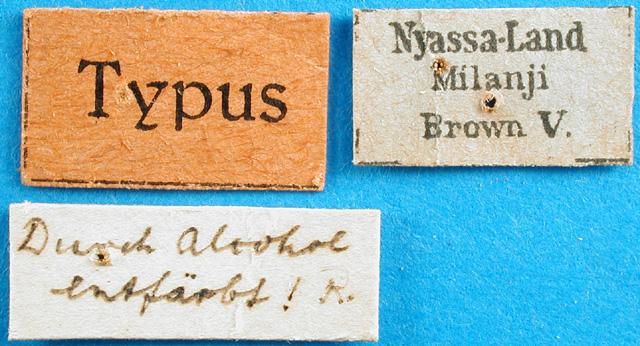 Typus
Nyassa-Land
Milanji
Brown V.
Durch Alcohol
entfärbt! K.